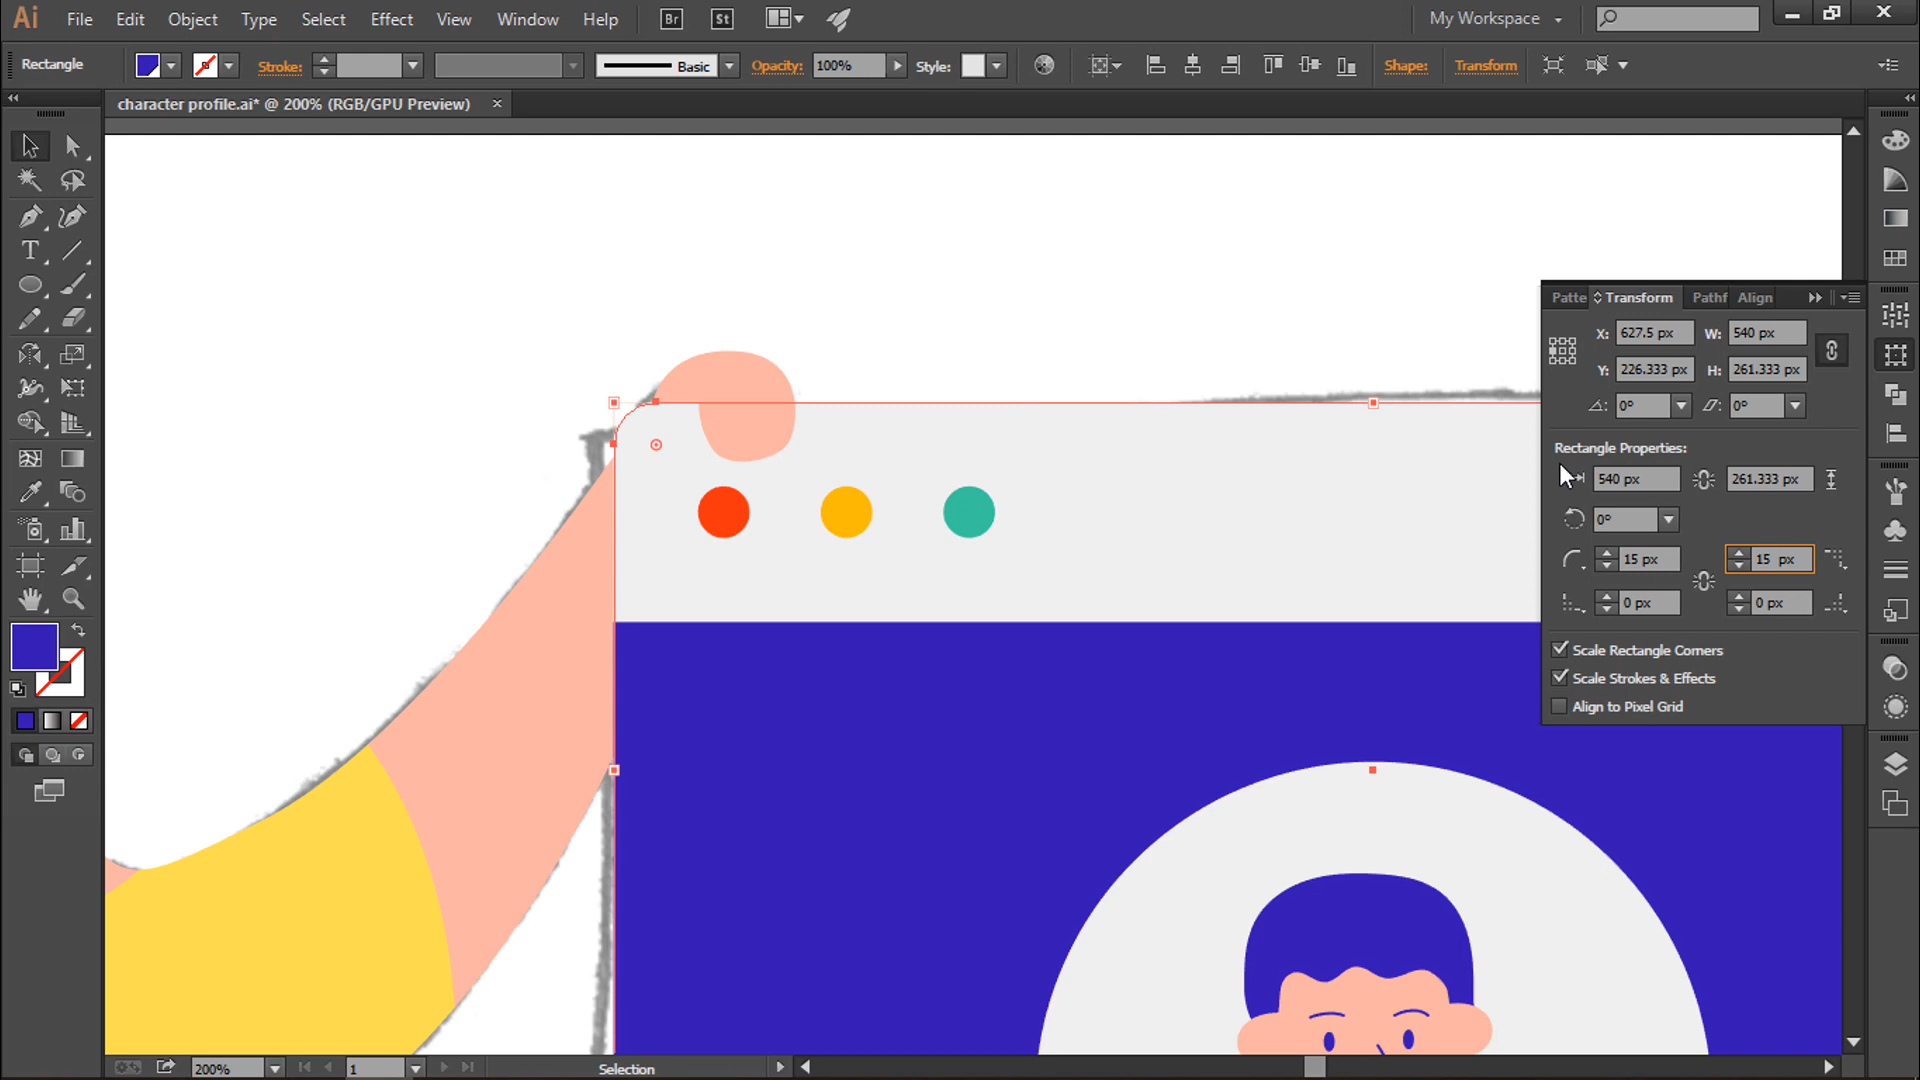 Ai File Edit Object Type Select Effect View Window Help Br St My Workspace
Rectangle Stroke: Basic Opacity: 100% Style: Shape: Transform
character profile.ai* @ 200% (RGB/GPU Preview) ×
Patte Transform Pathf Align
X: 627.5 px W: 540 px
Y: 226.333 px H: 261.333 px
0° 0°
Rectangle Properties:
540 px 261.333 px
0°
15 px 15 px
0 px 0 px
Scale Rectangle Corners
Scale Strokes & Effects
Align to Pixel Grid
T
200% 1 Selection